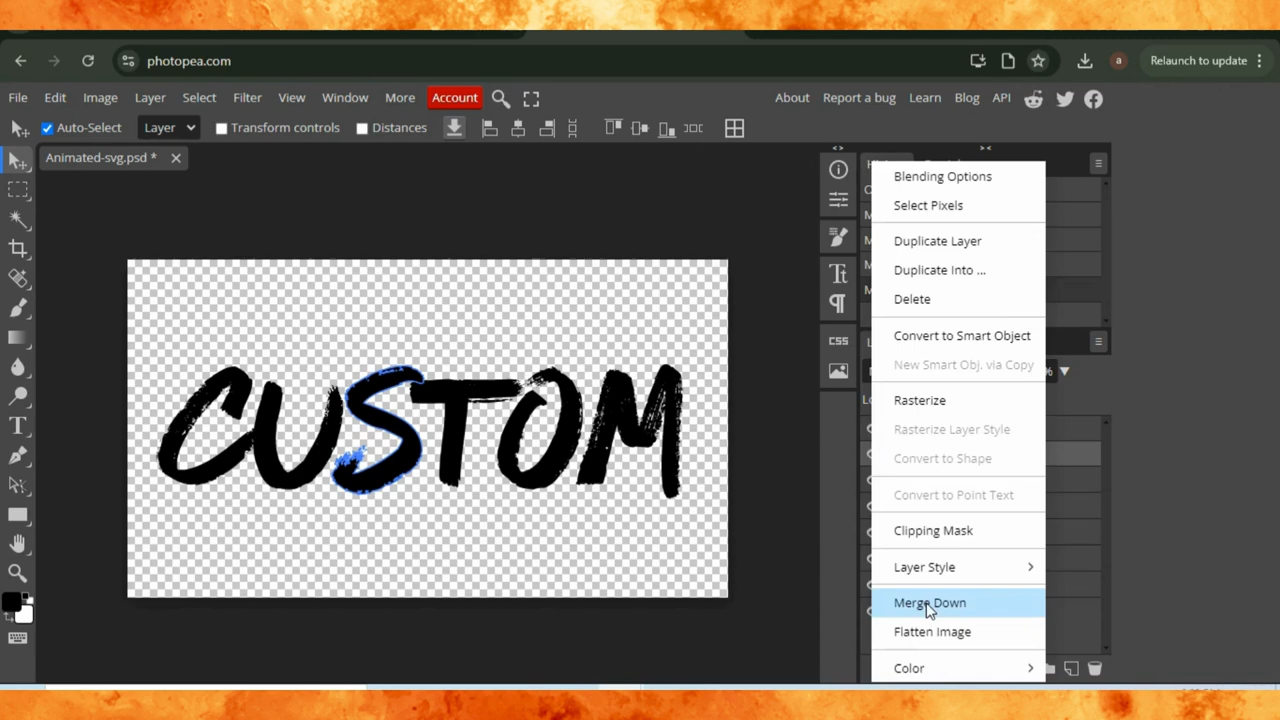 photopea.com
a
Relaunch to update
File Edit Image Layer Select Filter View Window More Account
About Report a bug Learn Blog API
Auto-Select Layer Transform controls Distances
Animated-svg.psd *
CSS
%
CUSTOM
Blending Options
Select Pixels
Duplicate Layer
Duplicate Into ...
Delete
Convert to Smart Object
New Smart Obj. via Copy
Rasterize
Rasterize Layer Style
Convert to Shape
Convert to Point Text
Clipping Mask
Layer Style
Merge Down
Flatten Image
Color